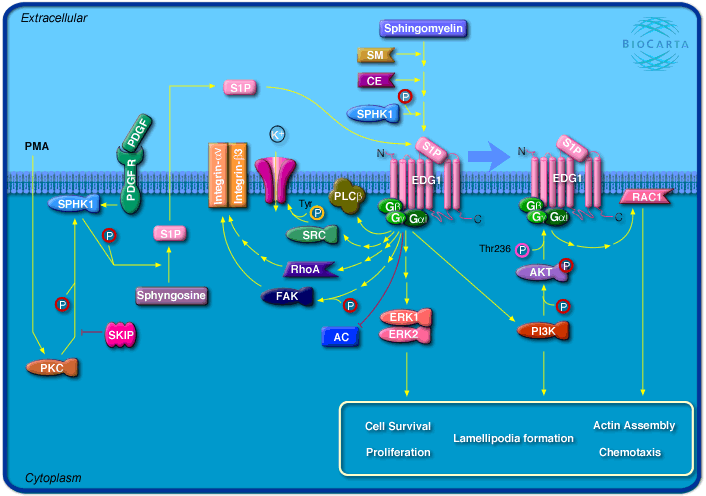 Extracellular
BIOCARTA
Sphingomyelin
SM
CE
P
SPHK1
S1P
K+
PDGF
PDGF R
PMA
Integrin-αV
Integrin-β3
N
S1P
EDG1
Gβ
Gγ
Gαi
C
N
S1P
EDG1
Gβ
Gγ
Gαi
C
RAC1
PLCβ
SPHK1
Tyr
P
SRC
S1P
P
Thr236
P
RhoA
AKT
P
Sphyngosine
FAK
P
P
P
SKIP
AC
ERK1
ERK2
PI3K
PKC
Cell Survival
Proliferation
Lamellipodia formation
Actin Assembly
Chemotaxis
Cytoplasm